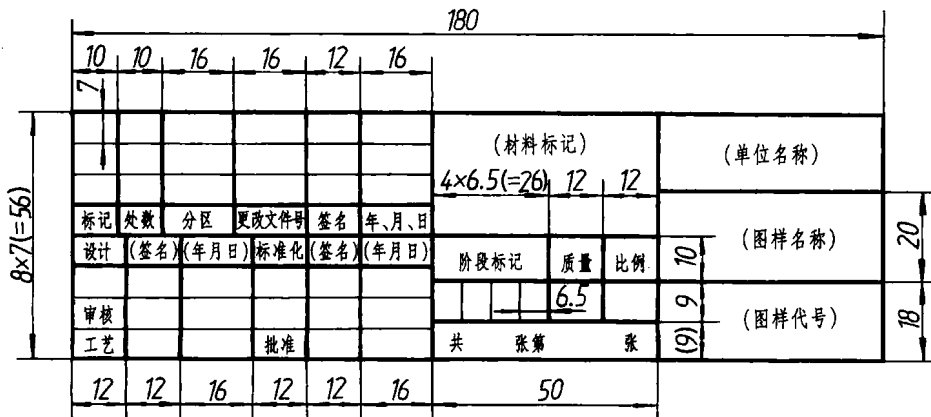 180
10 10 16 16 12 16
7
(材料标记)
(单位名称)
4×6.5(=26) 12 12
8×7(=56)
标记 处数 分区 更改文件号 签名 年、月、日
(图样名称)
20
设计 (签名) (年月日) 标准化 (签名) (年月日)
阶段标记 质量 比例
10
6.5
9
审核
(图样代号)
18
工艺 批准
共 张第 张
(9)
12 12 16 12 12 16 50